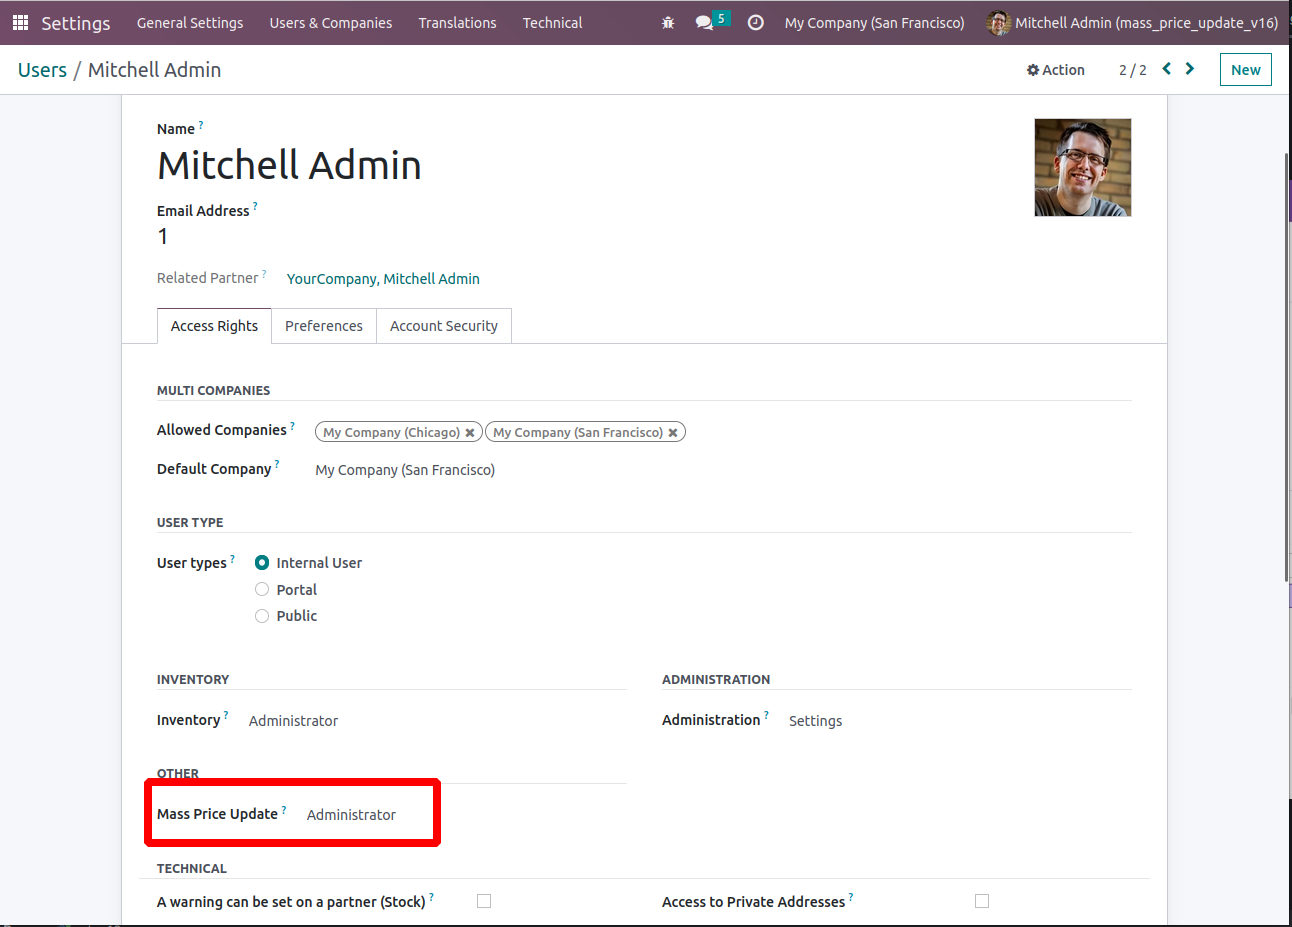 Settings General Settings Users & Companies Translations Technical 5 My Company (San Francisco) Mitchell Admin (mass_price_update_v16)
Users / Mitchell Admin Action 2 / 2 New
Name ?
Mitchell Admin
Email Address ?
1
Related Partner ? YourCompany, Mitchell Admin
Access Rights Preferences Account Security
MULTI COMPANIES
Allowed Companies ? My Company (Chicago) ✖ My Company (San Francisco) ✖
Default Company ? My Company (San Francisco)
USER TYPE
User types ? Internal User
Portal
Public
INVENTORY ADMINISTRATION
Inventory ? Administrator Administration ? Settings
OTHER
Mass Price Update ? Administrator
TECHNICAL
A warning can be set on a partner (Stock) ? Access to Private Addresses ?